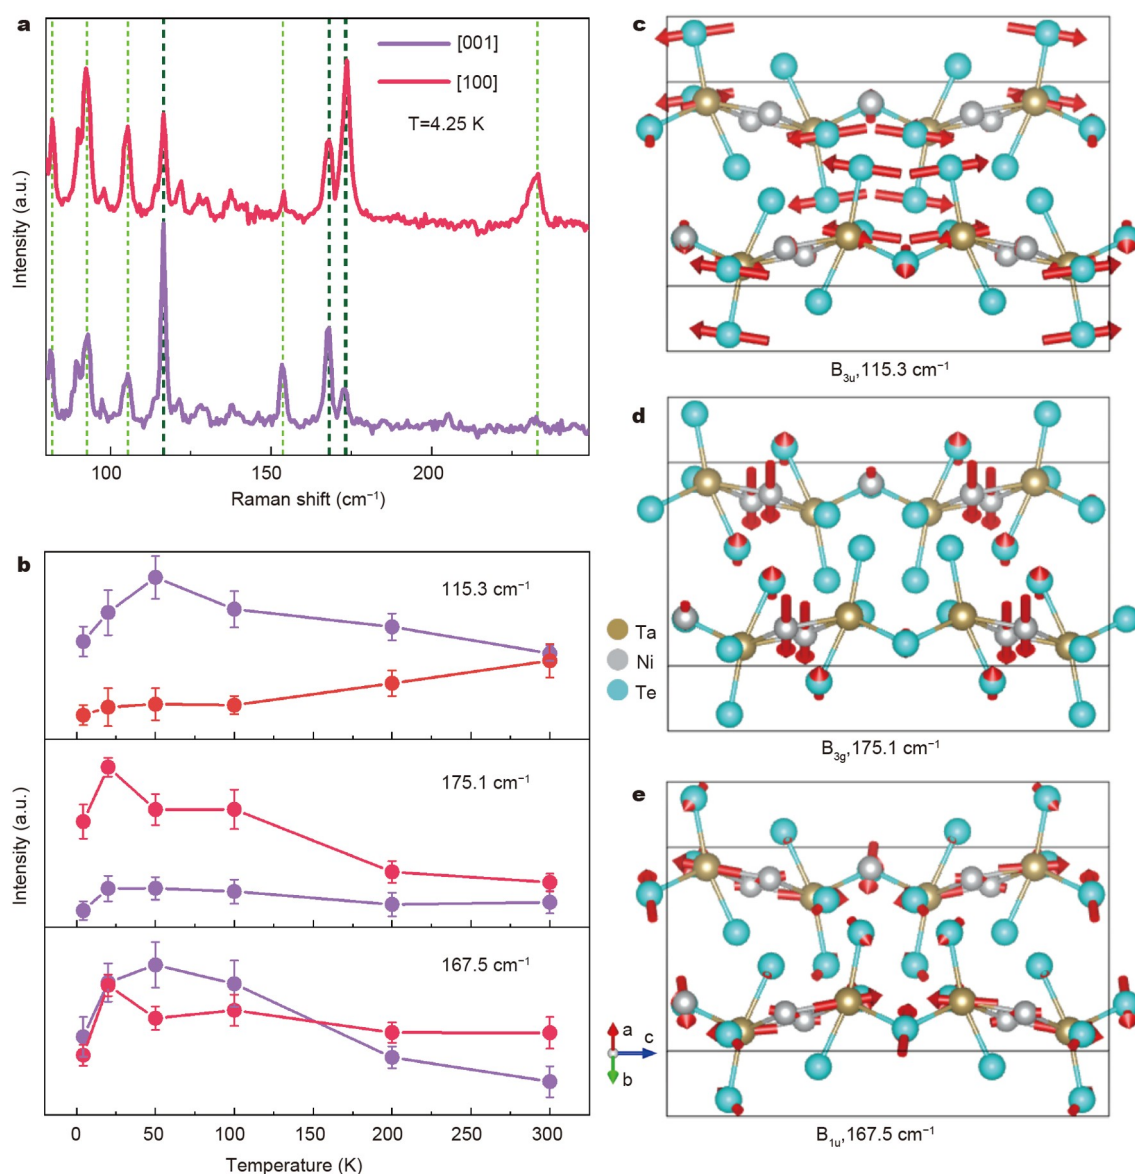 a
[001]
[100]
T=4.25 K
Intensity (a.u.)
100 150 200
Raman shift (cm⁻¹)
b
115.3 cm⁻¹
175.1 cm⁻¹
167.5 cm⁻¹
Intensity (a.u.)
0 50 100 150 200 250 300
Temperature (K)
c
B₃ᵤ,115.3 cm⁻¹
d
Ta
Ni
Te
B₃g,175.1 cm⁻¹
e
a
c
b
B₁ᵤ,167.5 cm⁻¹